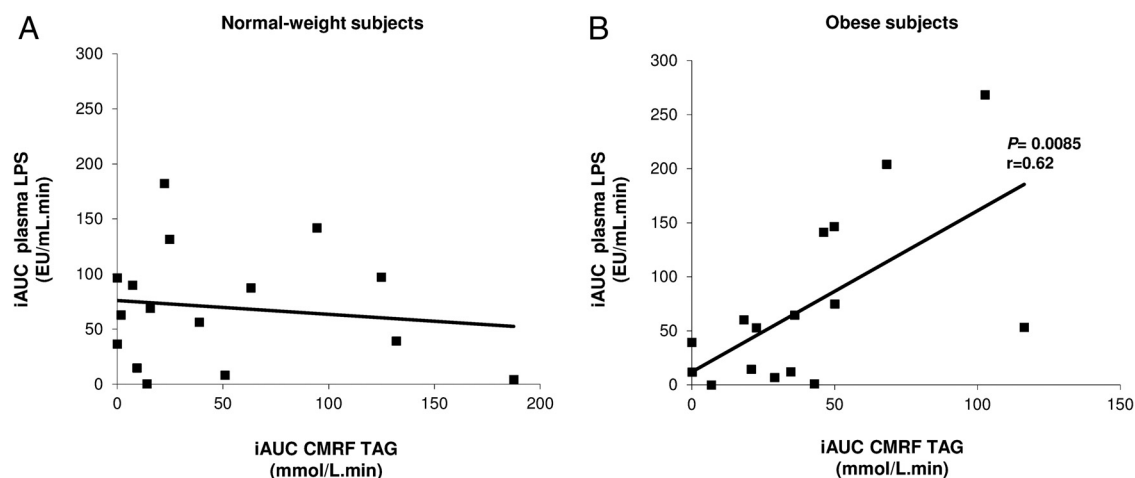 A
Normal-weight subjects
300
250
200
150
100
50
0
iAUC plasma LPS
(EU/mL.min)
0 50 100 150 200
iAUC CMRF TAG
(mmol/L.min)
B
Obese subjects
300
250
200
150
100
50
0
iAUC plasma LPS
(EU/mL.min)
P= 0.0085
r=0.62
0 50 100 150
iAUC CMRF TAG
(mmol/L.min)